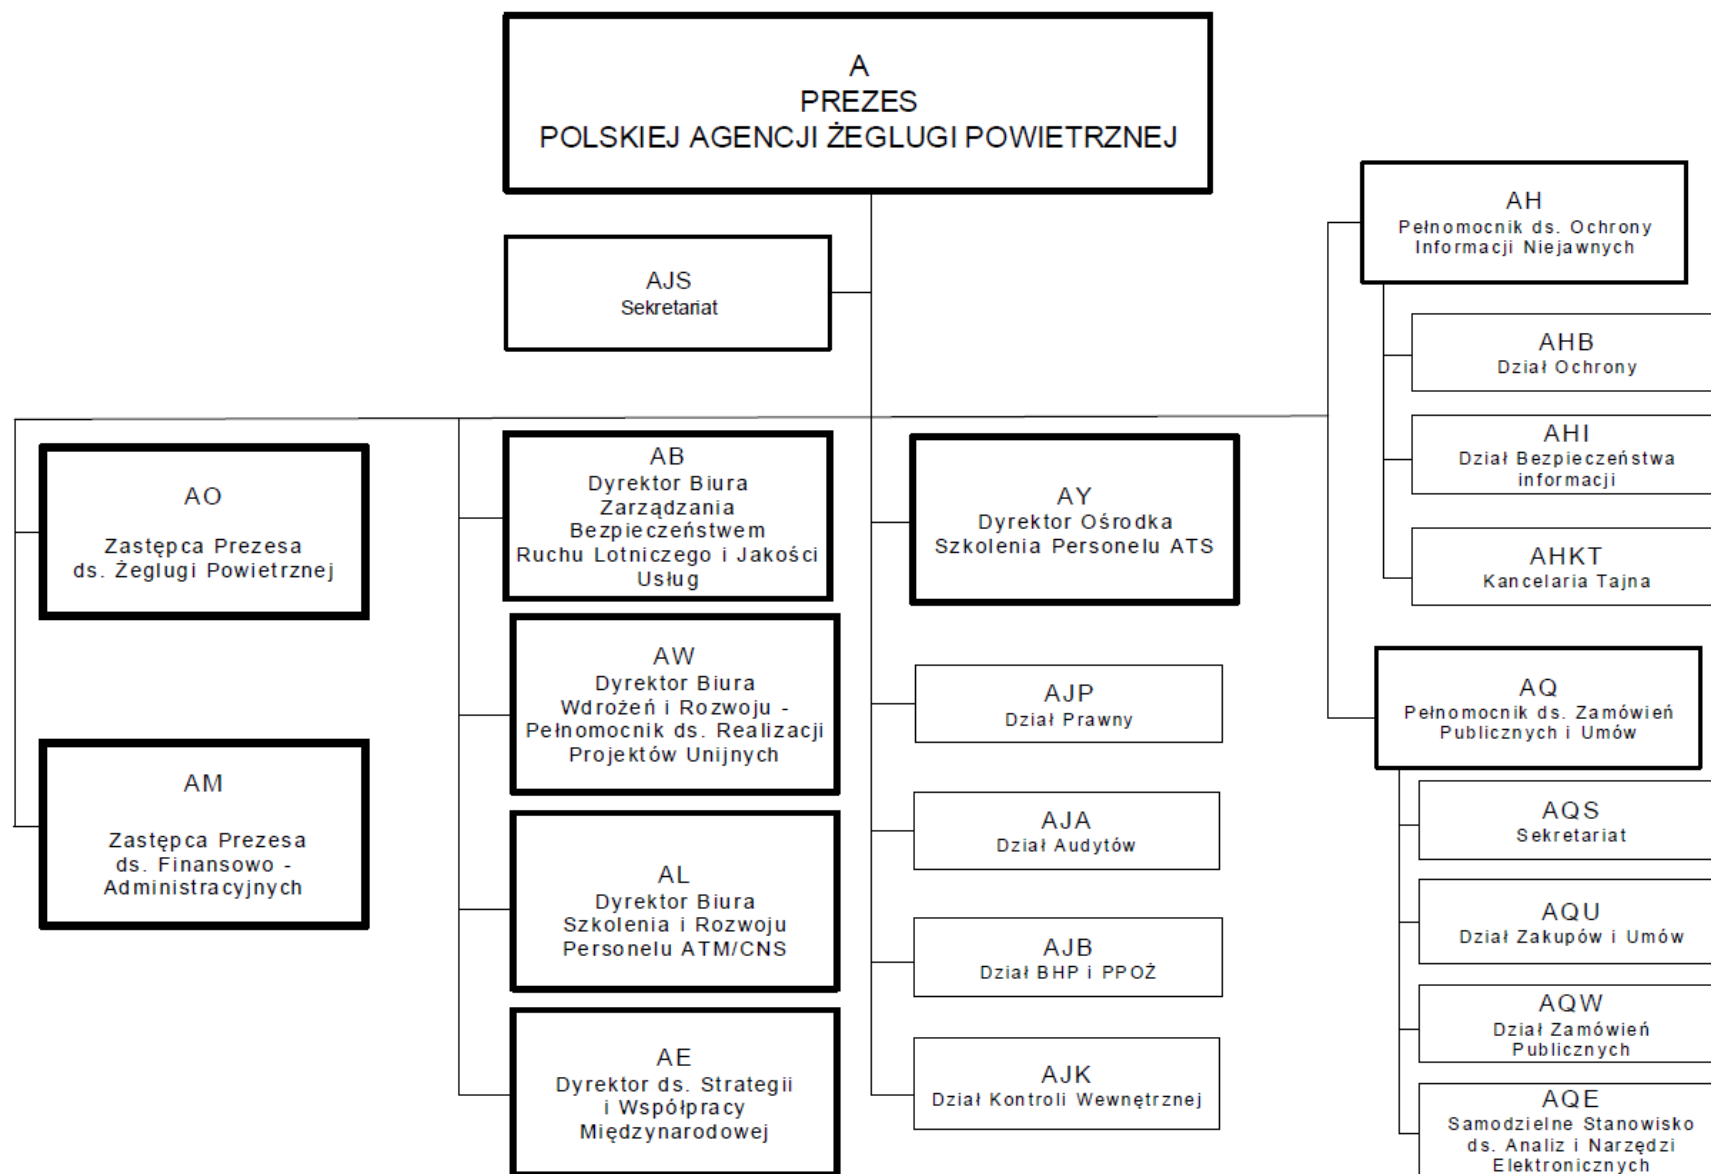 A
PREZES
POLSKIEJ AGENCJI ŻEGLUGI POWIETRZNEJ
AJS
Sekretariat
AO
Zastępca Prezesa
ds. Żeglugi Powietrznej
AM
Zastępca Prezesa
ds. Finansowo -
Administracyjnych
AB
Dyrektor Biura
Zarządzania
Bezpieczeństwem
Ruchu Lotniczego i Jakości
Usług
AW
Dyrektor Biura
Wdrożeń i Rozwoju -
Pełnomocnik ds. Realizacji
Projektów Unijnych
AL
Dyrektor Biura
Szkolenia i Rozwoju
Personelu ATM/CNS
AE
Dyrektor ds. Strategii
i Współpracy
Międzynarodowej
AY
Dyrektor Ośrodka
Szkolenia Personelu ATS
AJP
Dział Prawny
AJA
Dział Audytów
AJB
Dział BHP i PPOŻ
AJK
Dział Kontroli Wewnętrznej
AH
Pełnomocnik ds. Ochrony
Informacji Niejawnych
AHB
Dział Ochrony
AHI
Dział Bezpieczeństwa
informacji
AHKT
Kancelaria Tajna
AQ
Pełnomocnik ds. Zamówień
Publicznych i Umów
AQS
Sekretariat
AQU
Dział Zakupów i Umów
AQW
Dział Zamówień
Publicznych
AQE
Samodzielne Stanowisko
ds. Analiz i Narzędzi
Elektronicznych